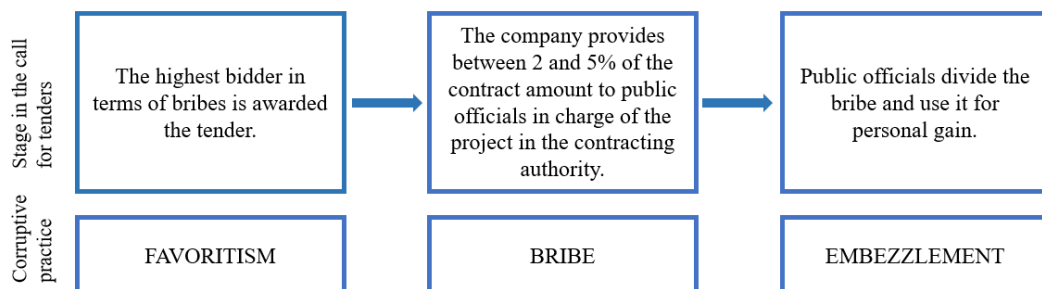 Stage in the call
for tenders
The highest bidder in
terms of bribes is awarded
the tender.
The company provides
between 2 and 5% of the
contract amount to public
officials in charge of the
project in the contracting
authority.
Public officials divide the
bribe and use it for
personal gain.
Corruptive
practice
FAVORITISM
BRIBE
EMBEZZLEMENT